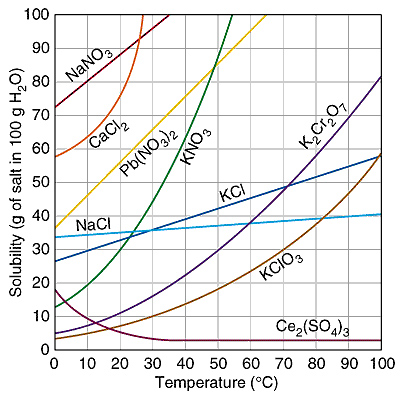 100
90
80
70
60
50
40
30
20
10
0
Solubility (g of salt in 100 g H₂O)
NaNO₃
CaCl₂
Pb(NO₃)₂
KNO₃
K₂Cr₂O₇
KCl
NaCl
KClO₃
Ce₂(SO₄)₃
0 10 20 30 40 50 60 70 80 90 100
Temperature (°C)